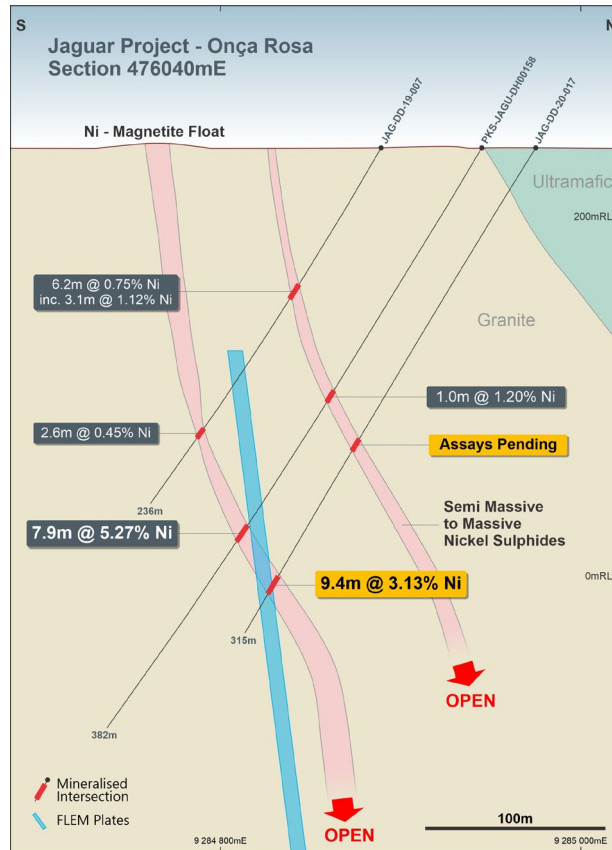 S
N
Jaguar Project - Onça Rosa
Section 476040mE
Ni - Magnetite Float
JAG-DD-19-007
PKS-JAGU-DH00158
JAG-DD-20-017
Ultramafic
200mRL
6.2m @ 0.75% Ni
inc. 3.1m @ 1.12% Ni
Granite
1.0m @ 1.20% Ni
2.6m @ 0.45% Ni
Assays Pending
236m
Semi Massive
to Massive
Nickel Sulphides
7.9m @ 5.27% Ni
0mRL
9.4m @ 3.13% Ni
315m
OPEN
382m
Mineralised
Intersection
FLEM Plates
OPEN
100m
9 284 800mE
9 285 000mE